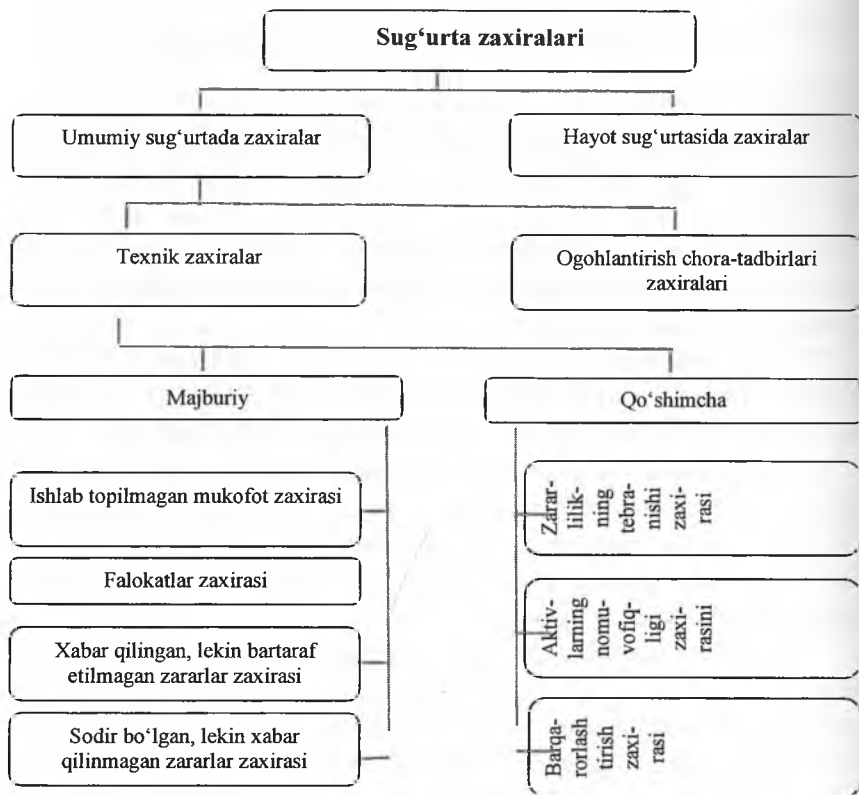 Sug‘urta zaxiralari
Umumiy sug‘urtada zaxiralar
Hayot sug‘urtasida zaxiralar
Texnik zaxiralar
Ogohlantirish chora-tadbirlari
zaxiralari
Majburiy
Qo‘shimcha
Ishlab topilmagan mukofot zaxirasi
Falokatlar zaxirasi
Xabar qilingan, lekin bartaraf
etilmagan zararlar zaxirasi
Sodir bo‘lgan, lekin xabar
qilinmagan zararlar zaxirasi
Zarar-
lilik-
ning
tebra-
nishi
zaxi-
rasi
Aktiv-
larning
nomu-
vofiq-
ligi
zaxi-
rasini
Barqa-
rorlash
tirish
zaxi-
rasi